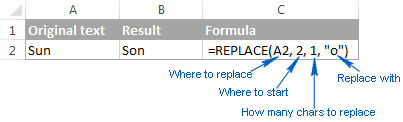 A B C
1 Original text Result Formula
2 Sun Son =REPLACE(A2, 2, 1, "o")
Where to replace Replace with
Where to start
How many chars to replace